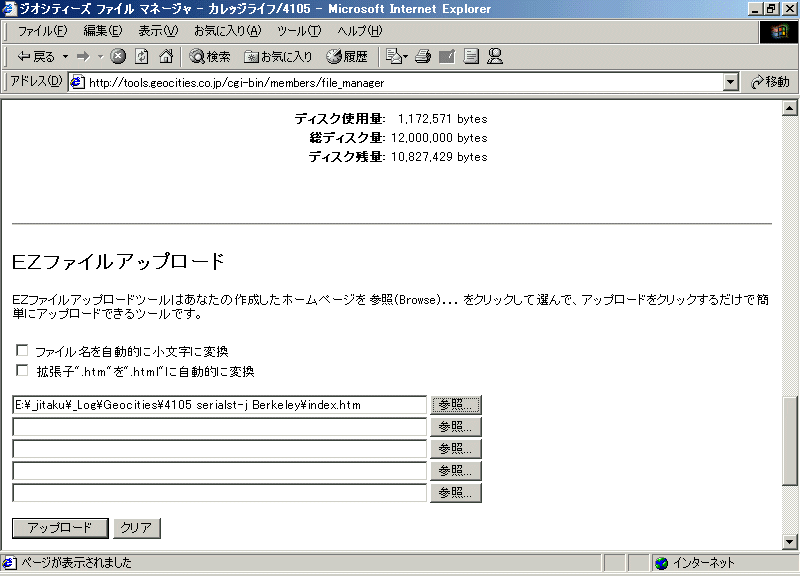 ジオシティーズ ファイル マネージャ - カレッジライフ/4105 - Microsoft Internet Explorer
ファイル(F) 編集(E) 表示(V) お気に入り(A) ツール(T) ヘルプ(H)
戻る 検索 お気に入り 履歴
アドレス(D) http://tools.geocities.co.jp/cgi-bin/members/file_manager 移動
ディスク使用量: 1,172,571 bytes
総ディスク量: 12,000,000 bytes
ディスク残量: 10,827,429 bytes
EZファイルアップロード
EZファイルアップロードツールはあなたの作成したホームページを 参照(Browse)... をクリックして選んで、アップロードをクリックするだけで簡
単にアップロードできるツールです。
ファイル名を自動的に小文字に変換
拡張子".htm"を".html"に自動的に変換
E:¥_jitaku¥_Log¥Geocities¥4105 serialst-j Berkeley¥index.htm 参照...
参照...
参照...
参照...
参照...
アップロード クリア
ページが表示されました インターネット